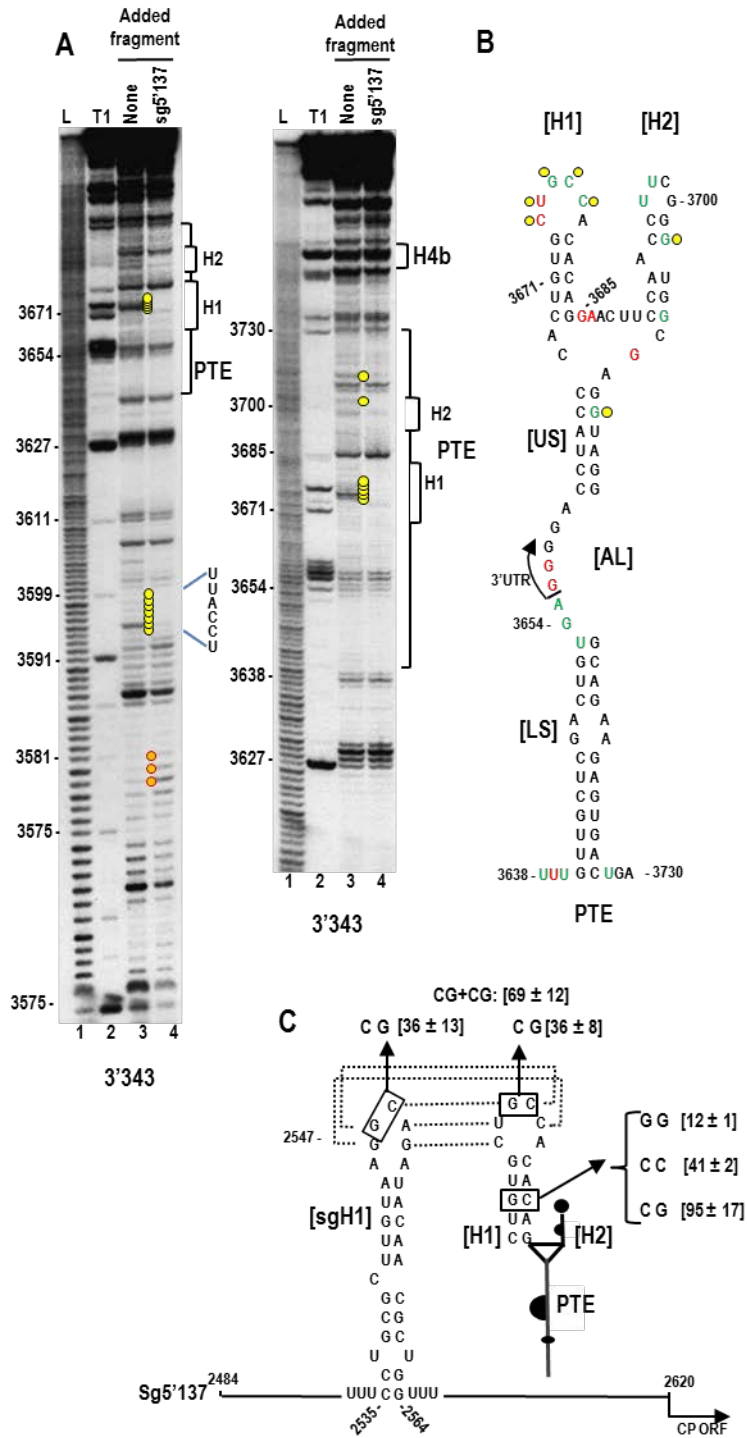 A
Added
fragment
L T1 None sg5'137
H2
H1
3671-
3654-
PTE
3627-
3611-
3599-
U
U
A
C
C
U
3591-
3581-
3575-
3575-
1 2 3 4
3'343
Added
fragment
L T1 None sg5'137
H4b
3730-
3700-
H2
PTE
3685-
H1
3671-
3654-
3638-
3627-
1 2 3 4
3'343
B
[H1] [H2]
G C
U C
C A
U C
U G -3700
G C
U A
G C
3671- U A
C G
G A A C U U C
-3685
A C
C G
C G
A G
A U
G G
G
A
[US]
C G
C U
A A
U G
C G
A
G
G
G
G
A
G
[AL]
3'UTR
3654-
G
U G
U C
C A
A G
G A
[LS]
A A
G
U G
C A
U G
C U
G G
U A
U
3638-UUU G C UGA -3730
PTE
C
CG+CG: [69 ± 12]
C G [36 ± 13] C G [36 ± 8]
G C
G A
G G
A A
2547-
G C
U A
C C
G A
U C
G C
U A
C G
G G [12 ± 1]
C C [41 ± 2]
C G [95 ± 17]
[sgH1]
A U
U A
G C
U A
U A
C
C C
G G
C C
G U
U C
[H1] [H2]
PTE
2484
Sg5'137
UUU C G UUU
2535- -2564
2620
CP ORF